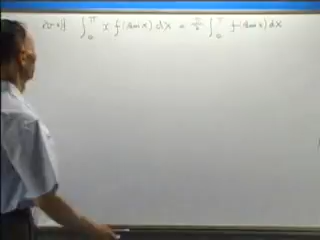 ∫₀^π x f(sin x) dx = π/2 ∫₀^π f(sin x) dx